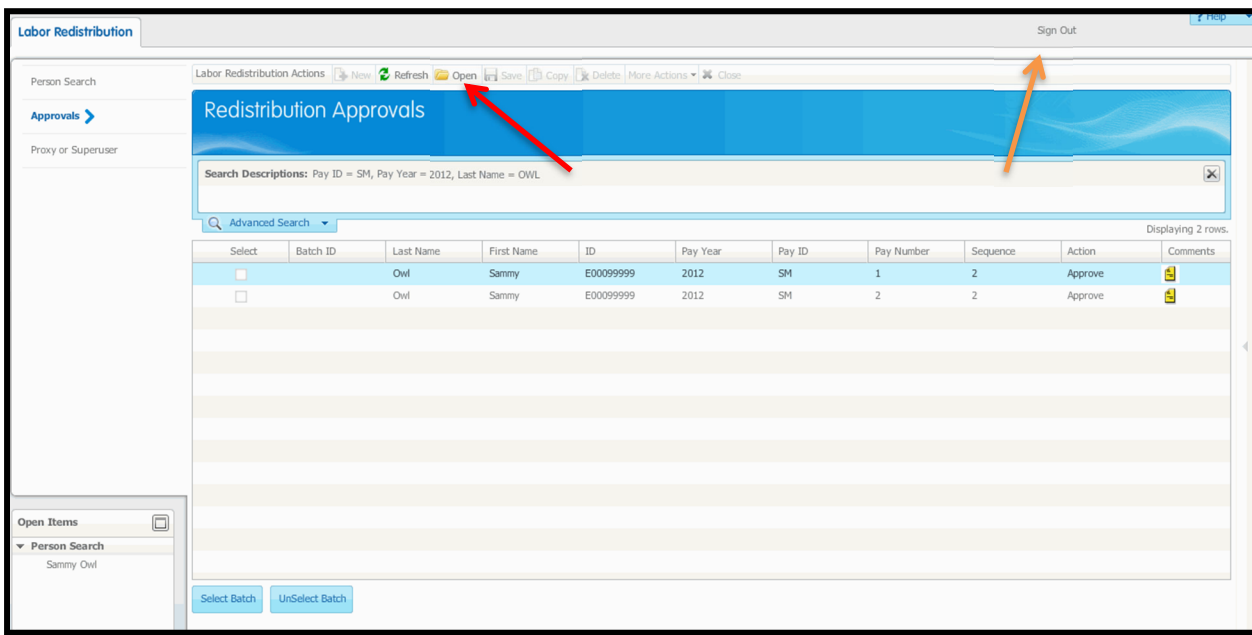 ? Help
Labor Redistribution
Sign Out
Person Search
Approvals
Proxy or Superuser
Labor Redistribution Actions New Refresh Open Save Copy Delete More Actions Close
Redistribution Approvals
Search Descriptions: Pay ID = SM, Pay Year = 2012, Last Name = OWL
Advanced Search
Displaying 2 rows.
Select Batch ID Last Name First Name ID Pay Year Pay ID Pay Number Sequence Action Comments
Owl Sammy E00099999 2012 SM 1 2 Approve
Owl Sammy E00099999 2012 SM 2 2 Approve
Open Items
Person Search
Sammy Owl
Select Batch UnSelect Batch